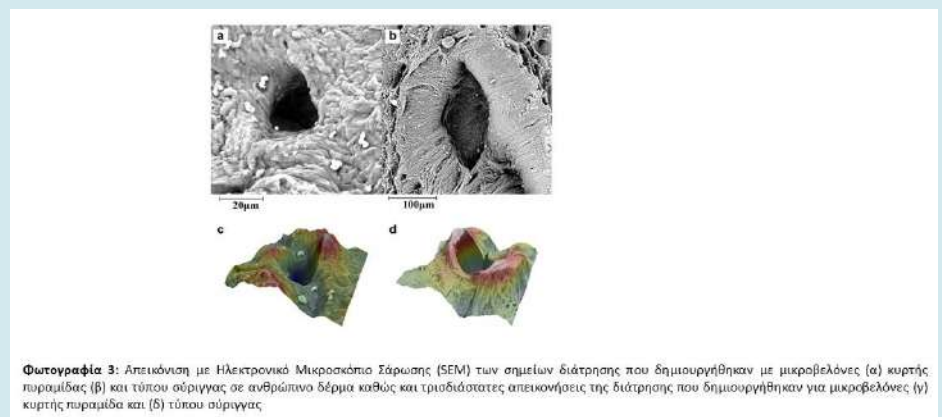 a
b
20μm
100μm
c
d
Φωτογραφία 3: Απεικόνιση με Ηλεκτρονικό Μικροσκόπιο Σάρωσης (SEM) των σημείων διάτρησης που δημιουργήθηκαν με μικροβελόνες (α) κυρτής
πυραμίδας (β) και τύπου σύριγγας σε ανθρώπινο δέρμα καθώς και τρισδιάστατες απεικονήσεις της διάτρησης που δημιουργήθηκαν για μικροβελόνες (γ)
κυρτής πυραμίδα και (δ) τύπου σύριγγας